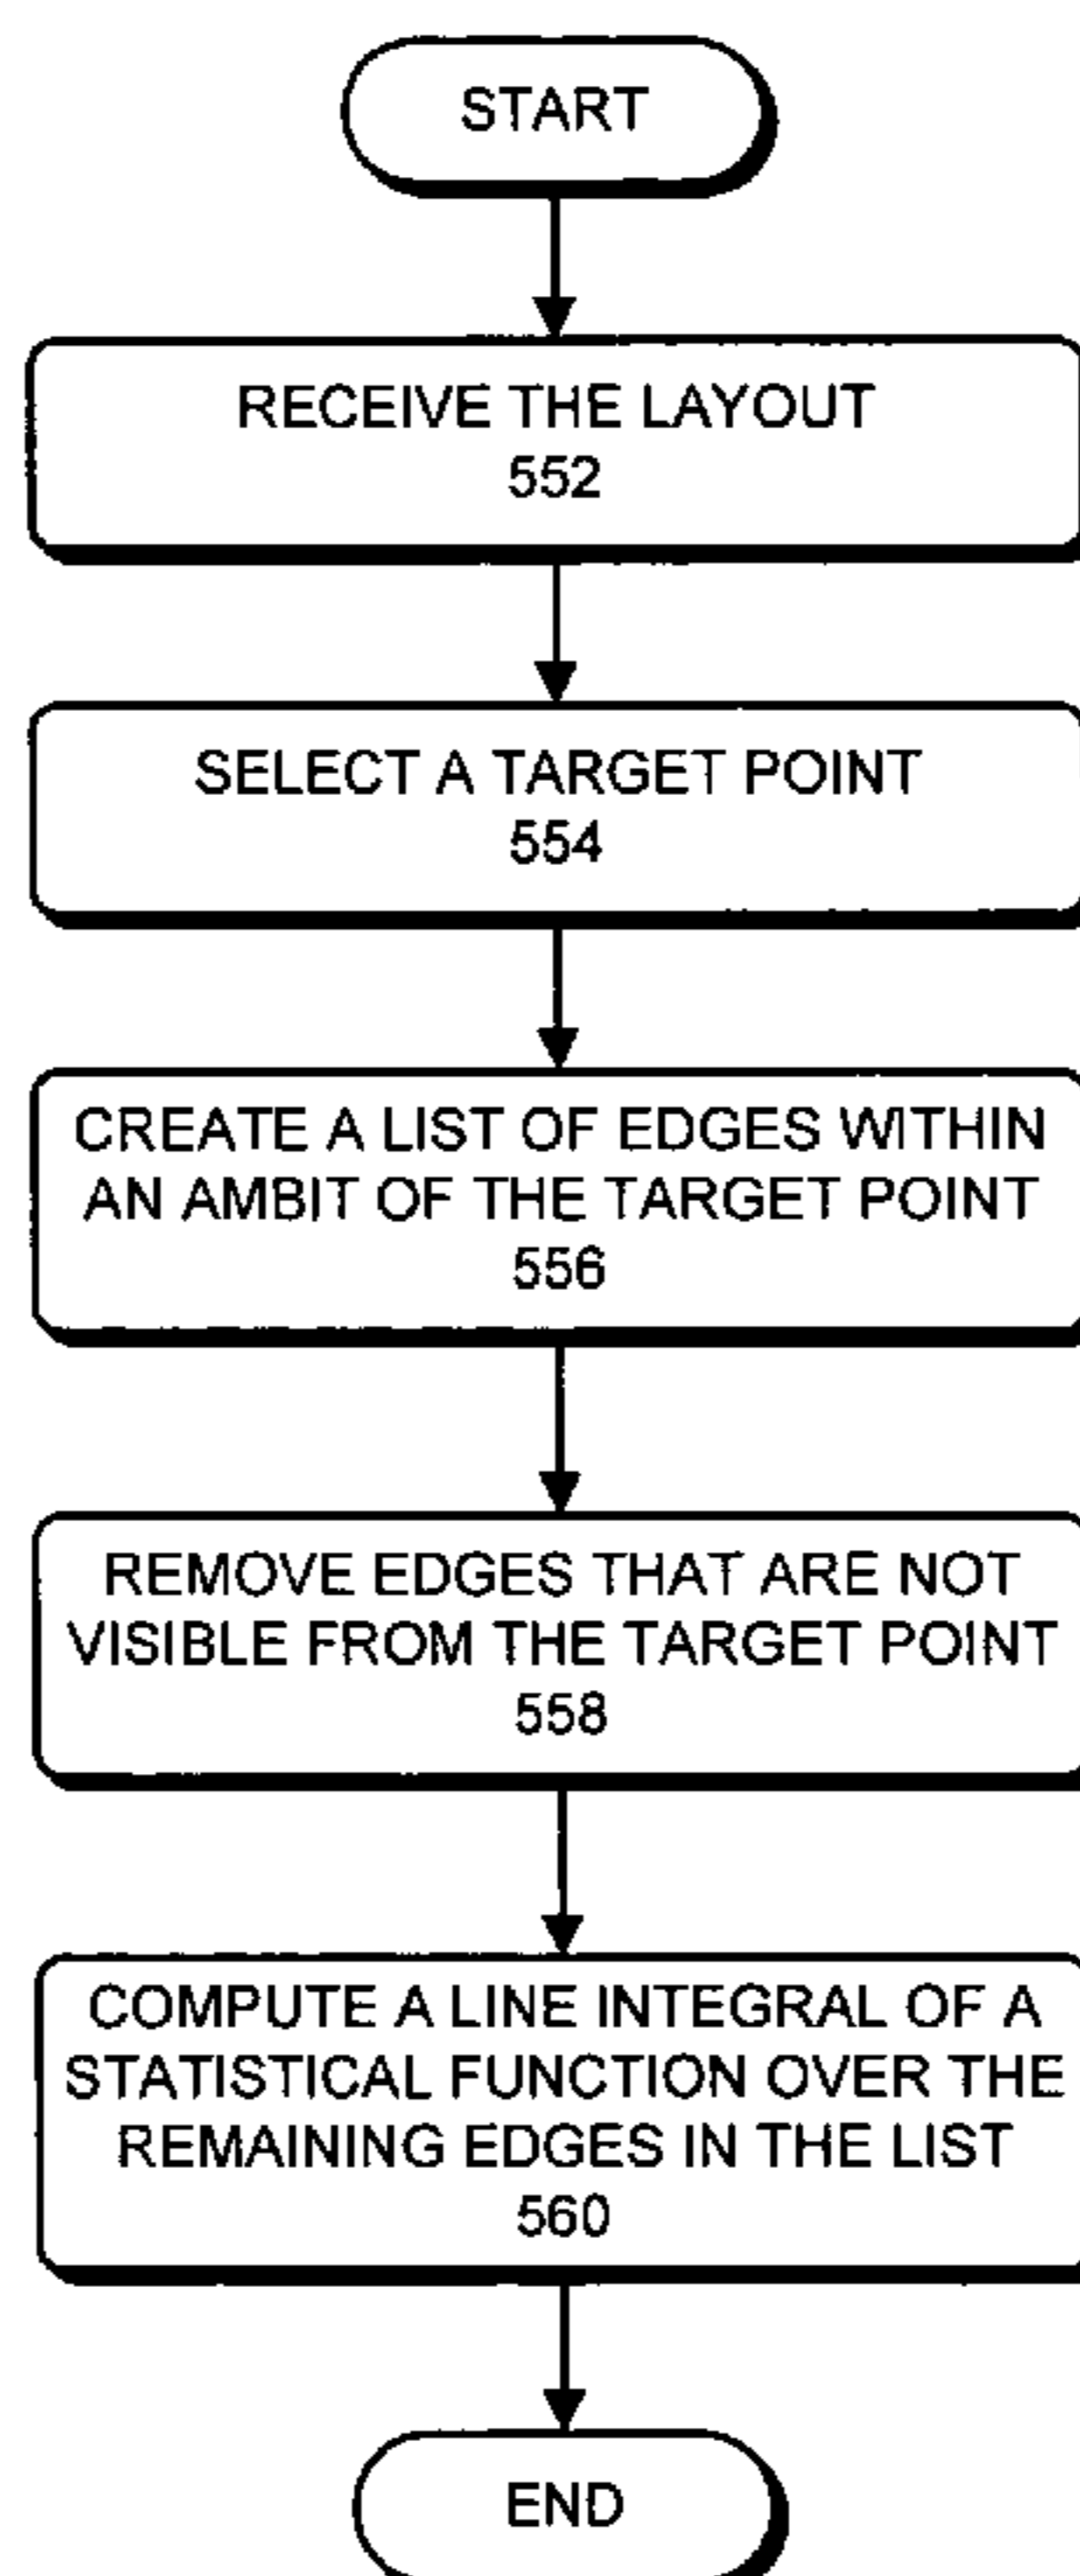 START
RECEIVE THE LAYOUT
552
SELECT A TARGET POINT
554
CREATE A LIST OF EDGES WITHIN
AN AMBIT OF THE TARGET POINT
556
REMOVE EDGES THAT ARE NOT
VISIBLE FROM THE TARGET POINT
558
COMPUTE A LINE INTEGRAL OF A
STATISTICAL FUNCTION OVER THE
REMAINING EDGES IN THE LIST
560
END